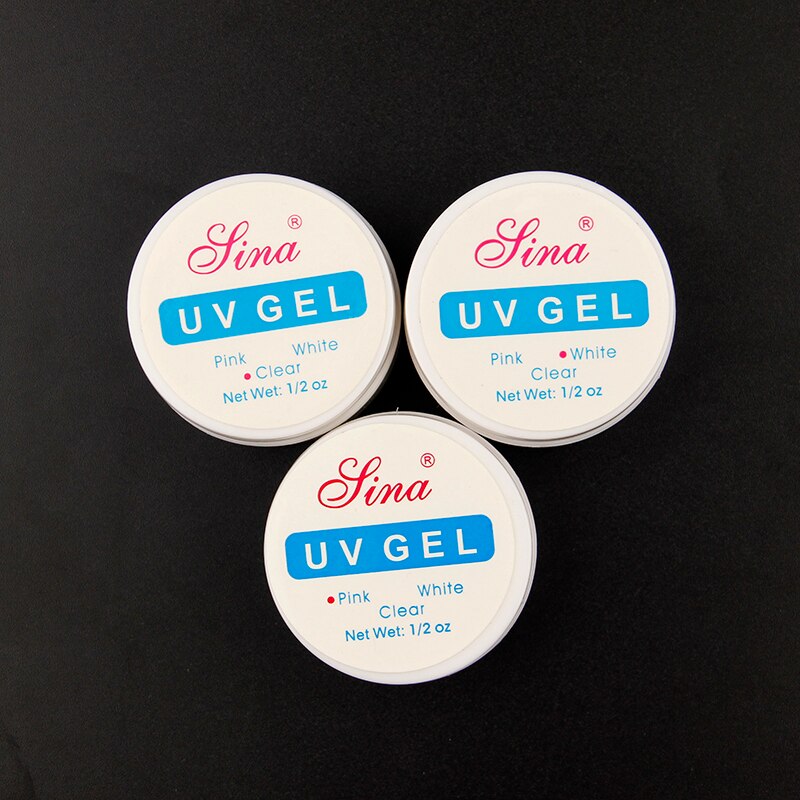 Sina®
UV GEL
Pink White
• Clear
Net Wet: 1/2 oz
Sina®
UV GEL
Pink • White
Clear
Net Wet: 1/2 oz
Sina®
UV GEL
• Pink White
Clear
Net Wet: 1/2 oz